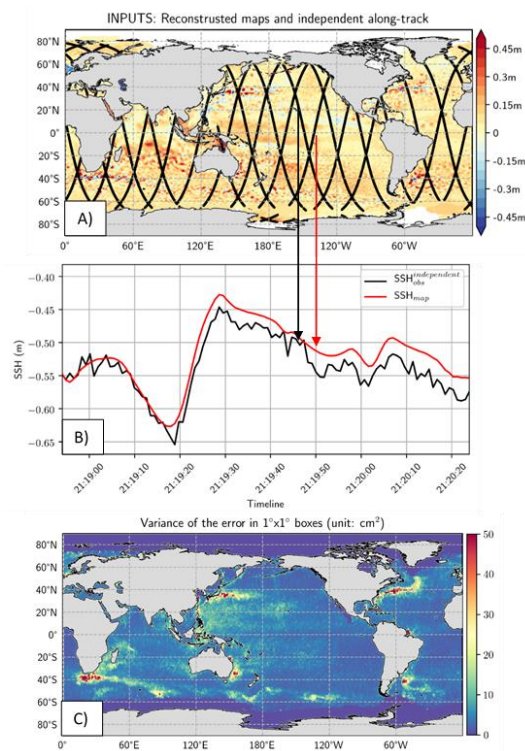 INPUTS: Reconstrusted maps and independent along-track
80°N
60°N
40°N
20°N
0°
20°S
40°S
60°S
80°S
0°
60°E
120°E
180°W
120°W
60°W
0.45m
0.3m
0.15m
0m
-0.15m
-0.3m
-0.45m
A)
−0.40
−0.45
−0.50
−0.55
−0.60
−0.65
SSH (m)
SSH independent obs
SSH map
B)
21:19:00
21:19:10
21:19:20
21:19:30
21:19:40
21:19:50
21:20:00
21:20:10
21:20:20
Timeline
Variance of the error in 1°x1° boxes (unit: cm²)
80°N
60°N
40°N
20°N
0°
20°S
40°S
60°S
80°S
C)
0°
60°E
120°E
180°W
120°W
60°W
50
40
30
20
10
0